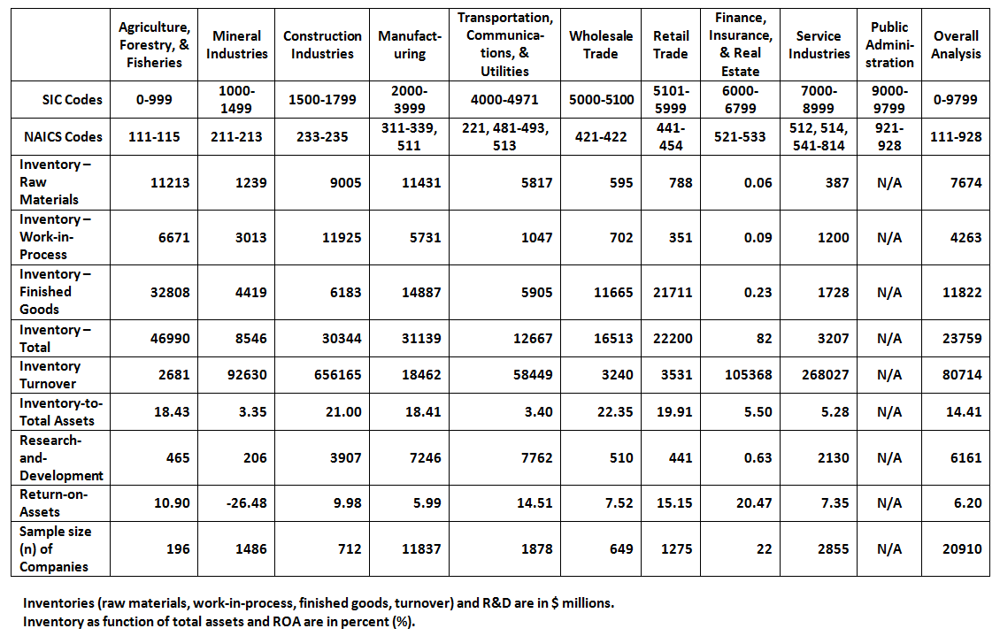 Agriculture, Forestry, & Fisheries | Mineral Industries | Construction Industries | Manufact-uring | Transportation, Communica-tions, & Utilities | Wholesale Trade | Retail Trade | Finance, Insurance, & Real Estate | Service Industries | Public Admini-stration | Overall Analysis
SIC Codes | 0-999 | 1000-1499 | 1500-1799 | 2000-3999 | 4000-4971 | 5000-5100 | 5101-5999 | 6000-6799 | 7000-8999 | 9000-9799 | 0-9799
NAICS Codes | 111-115 | 211-213 | 233-235 | 311-339, 511 | 221, 481-493, 513 | 421-422 | 441-454 | 521-533 | 512, 514, 541-814 | 921-928 | 111-928
Inventory – Raw Materials | 11213 | 1239 | 9005 | 11431 | 5817 | 595 | 788 | 0.06 | 387 | N/A | 7674
Inventory – Work-in-Process | 6671 | 3013 | 11925 | 5731 | 1047 | 702 | 351 | 0.09 | 1200 | N/A | 4263
Inventory – Finished Goods | 32808 | 4419 | 6183 | 14887 | 5905 | 11665 | 21711 | 0.23 | 1728 | N/A | 11822
Inventory – Total | 46990 | 8546 | 30344 | 31139 | 12667 | 16513 | 22200 | 82 | 3207 | N/A | 23759
Inventory Turnover | 2681 | 92630 | 656165 | 18462 | 58449 | 3240 | 3531 | 105368 | 268027 | N/A | 80714
Inventory-to-Total Assets | 18.43 | 3.35 | 21.00 | 18.41 | 3.40 | 22.35 | 19.91 | 5.50 | 5.28 | N/A | 14.41
Research-and-Development | 465 | 206 | 3907 | 7246 | 7762 | 510 | 441 | 0.63 | 2130 | N/A | 6161
Return-on-Assets | 10.90 | -26.48 | 9.98 | 5.99 | 14.51 | 7.52 | 15.15 | 20.47 | 7.35 | N/A | 6.20
Sample size (n) of Companies | 196 | 1486 | 712 | 11837 | 1878 | 649 | 1275 | 22 | 2855 | N/A | 20910
Inventories (raw materials, work-in-process, finished goods, turnover) and R&D are in $ millions.
Inventory as function of total assets and ROA are in percent (%).